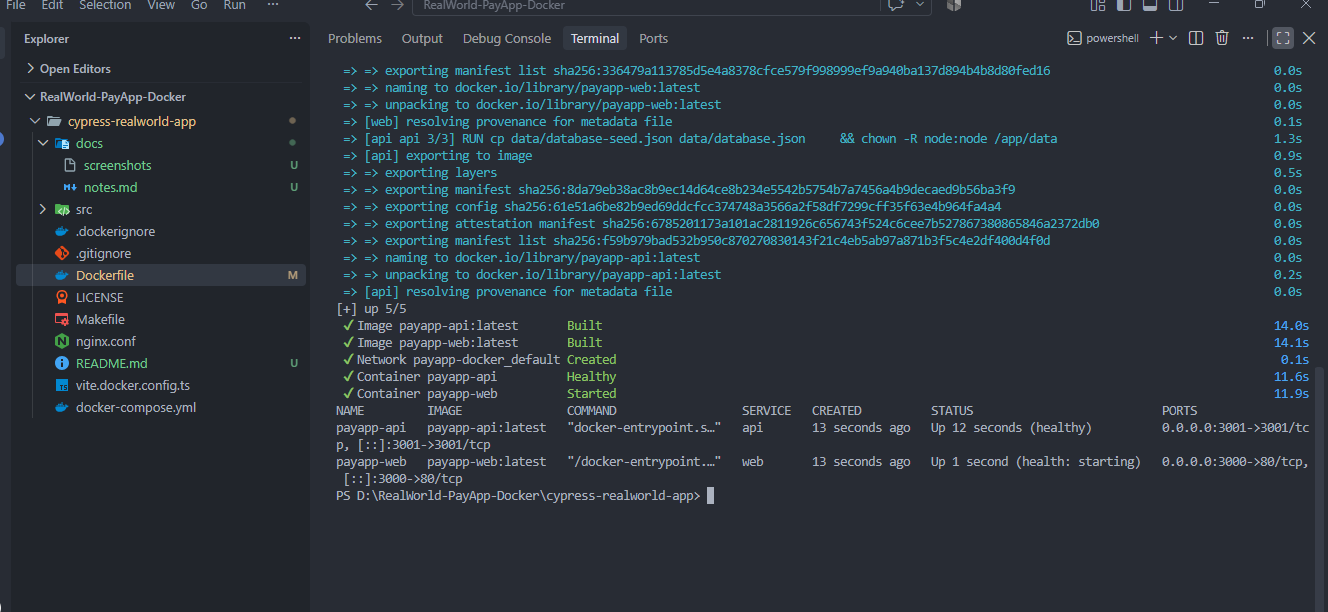 File Edit Selection View Go Run ···
RealWorld-PayApp-Docker
Explorer ···
Open Editors
RealWorld-PayApp-Docker
cypress-realworld-app
docs
screenshots U
notes.md U
src
.dockerignore
.gitignore
Dockerfile M
LICENSE
Makefile
nginx.conf
README.md U
vite.docker.config.ts
docker-compose.yml
Problems Output Debug Console Terminal Ports
powershell
=> => exporting manifest list sha256:336479a113785d5e4a8378cfce579f998999ef9a940ba137d894b4b8d80fed16 0.0s
=> => naming to docker.io/library/payapp-web:latest 0.0s
=> => unpacking to docker.io/library/payapp-web:latest 0.0s
=> [web] resolving provenance for metadata file 0.1s
=> [api api 3/3] RUN cp data/database-seed.json data/database.json     && chown -R node:node /app/data 1.3s
=> [api] exporting to image 0.9s
=> => exporting layers 0.5s
=> => exporting manifest sha256:8da79eb38ac8b9ec14d64ce8b234e5542b5754b7a7456a4b9decaed9b56ba3f9 0.0s
=> => exporting config sha256:61e51a6be82b9ed69ddcfcc374748a3566a2f58df7299cff35f63e4b964fa4a4 0.0s
=> => exporting attestation manifest sha256:6785201173a101ac2811926c656743f524c6cee7b527867380865846a2372db0 0.0s
=> => exporting manifest list sha256:f59b979bad532b950c870270830143f21c4eb5ab97a871b3f5c4e2df400d4f0d 0.0s
=> => naming to docker.io/library/payapp-api:latest 0.0s
=> => unpacking to docker.io/library/payapp-api:latest 0.2s
=> [api] resolving provenance for metadata file 0.0s
[+] up 5/5
✓Image payapp-api:latest Built 14.0s
✓Image payapp-web:latest Built 14.1s
✓Network payapp-docker_default Created 0.1s
✓Container payapp-api Healthy 11.6s
✓Container payapp-web Started 11.9s
NAME IMAGE COMMAND SERVICE CREATED STATUS PORTS
payapp-api payapp-api:latest "docker-entrypoint.s…" api 13 seconds ago Up 12 seconds (healthy) 0.0.0.0:3001->3001/tc
p, [::]:3001->3001/tcp
payapp-web payapp-web:latest "/docker-entrypoint.…" web 13 seconds ago Up 1 second (health: starting) 0.0.0.0:3000->80/tcp,
[::]:3000->80/tcp
PS D:\RealWorld-PayApp-Docker\cypress-realworld-app>